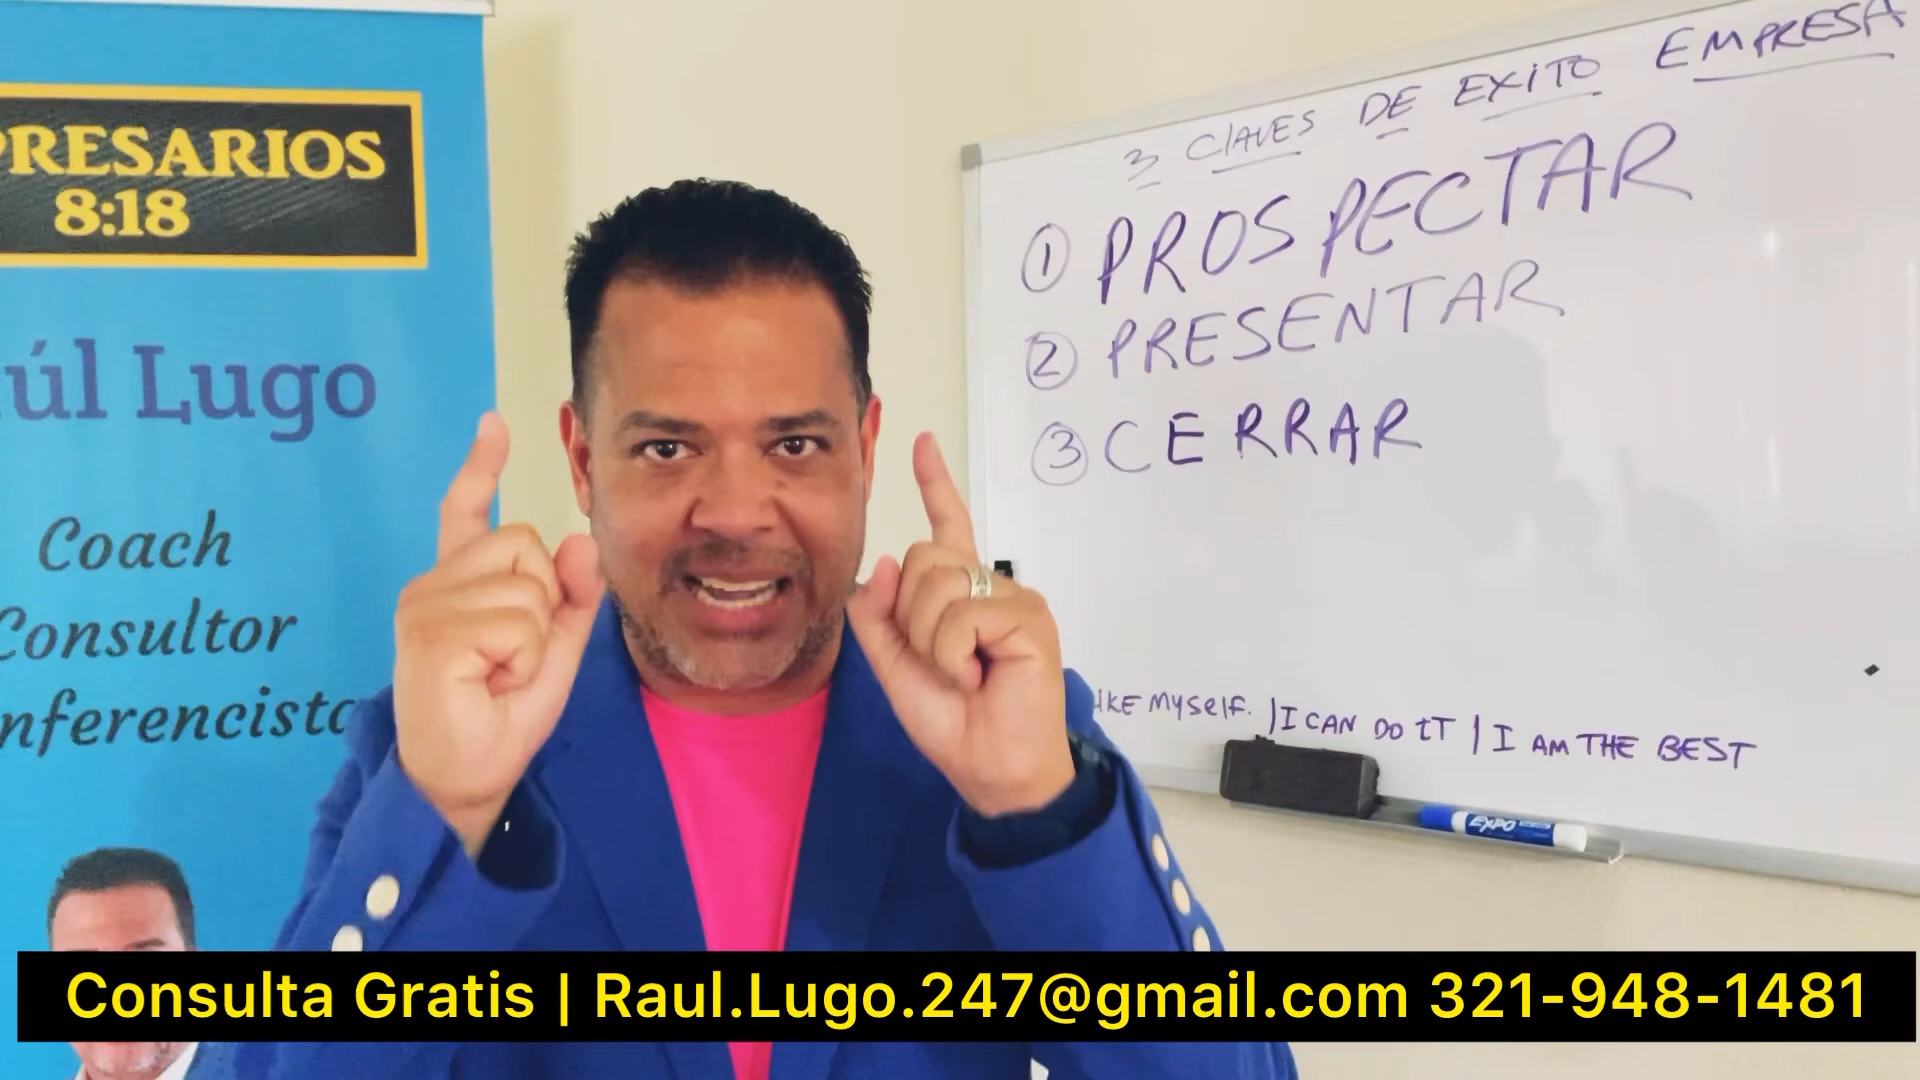 PRESARIOS
8:18
úl Lugo
Coach
Consultor
nferencista
3 CLAVES DE EXITO EMPRESA
1 PROSPECTAR
2 PRESENTAR
3 CERRAR
IKE MYSELF. | I CAN DO IT | I AM THE BEST
EXPO
Consulta Gratis | Raul.Lugo.247@gmail.com 321-948-1481